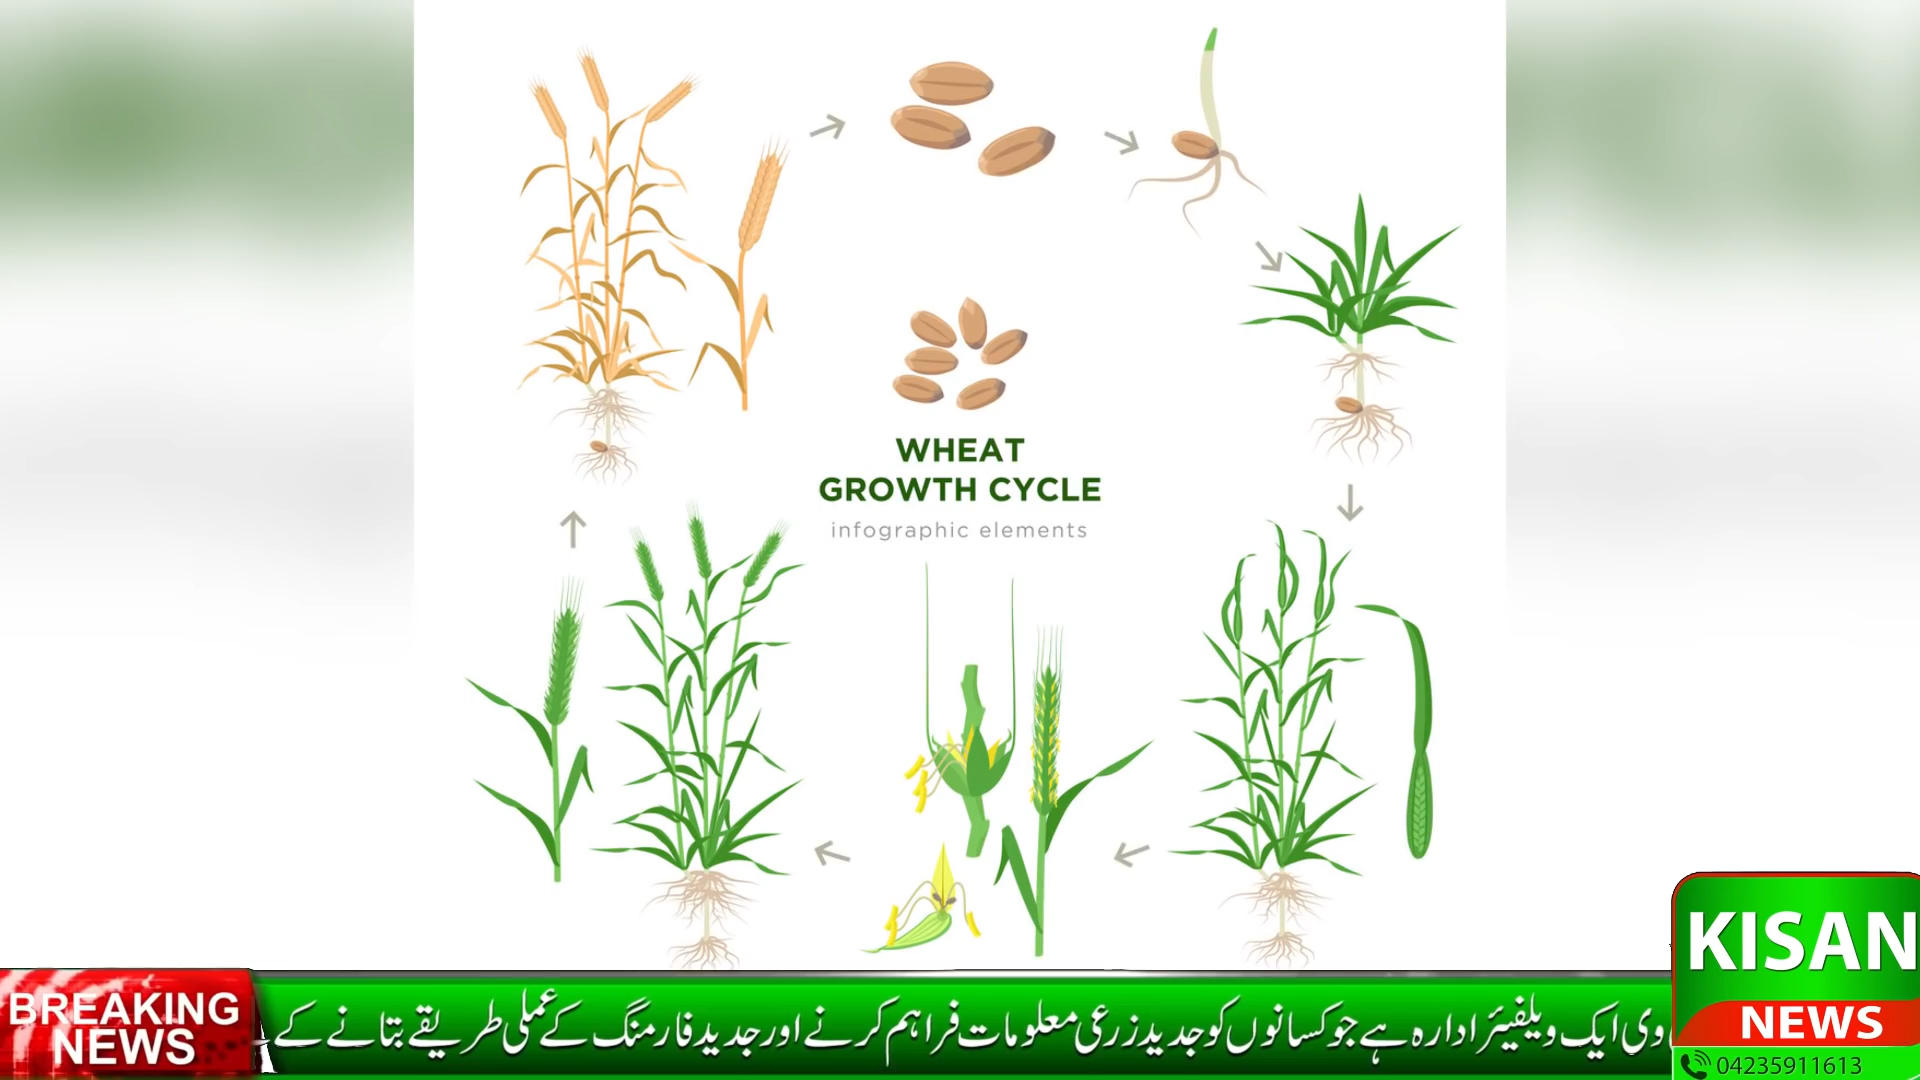 WHEAT
GROWTH CYCLE
infographic elements
KISAN
NEWS
04235911613
BREAKING
NEWS
وی ایک ویلفیئر ادارہ ہے جو کسانوں کو جدید زرعی معلومات فراہم کرنے اور جدید فارمنگ کے عملی طریقے بتانے کے